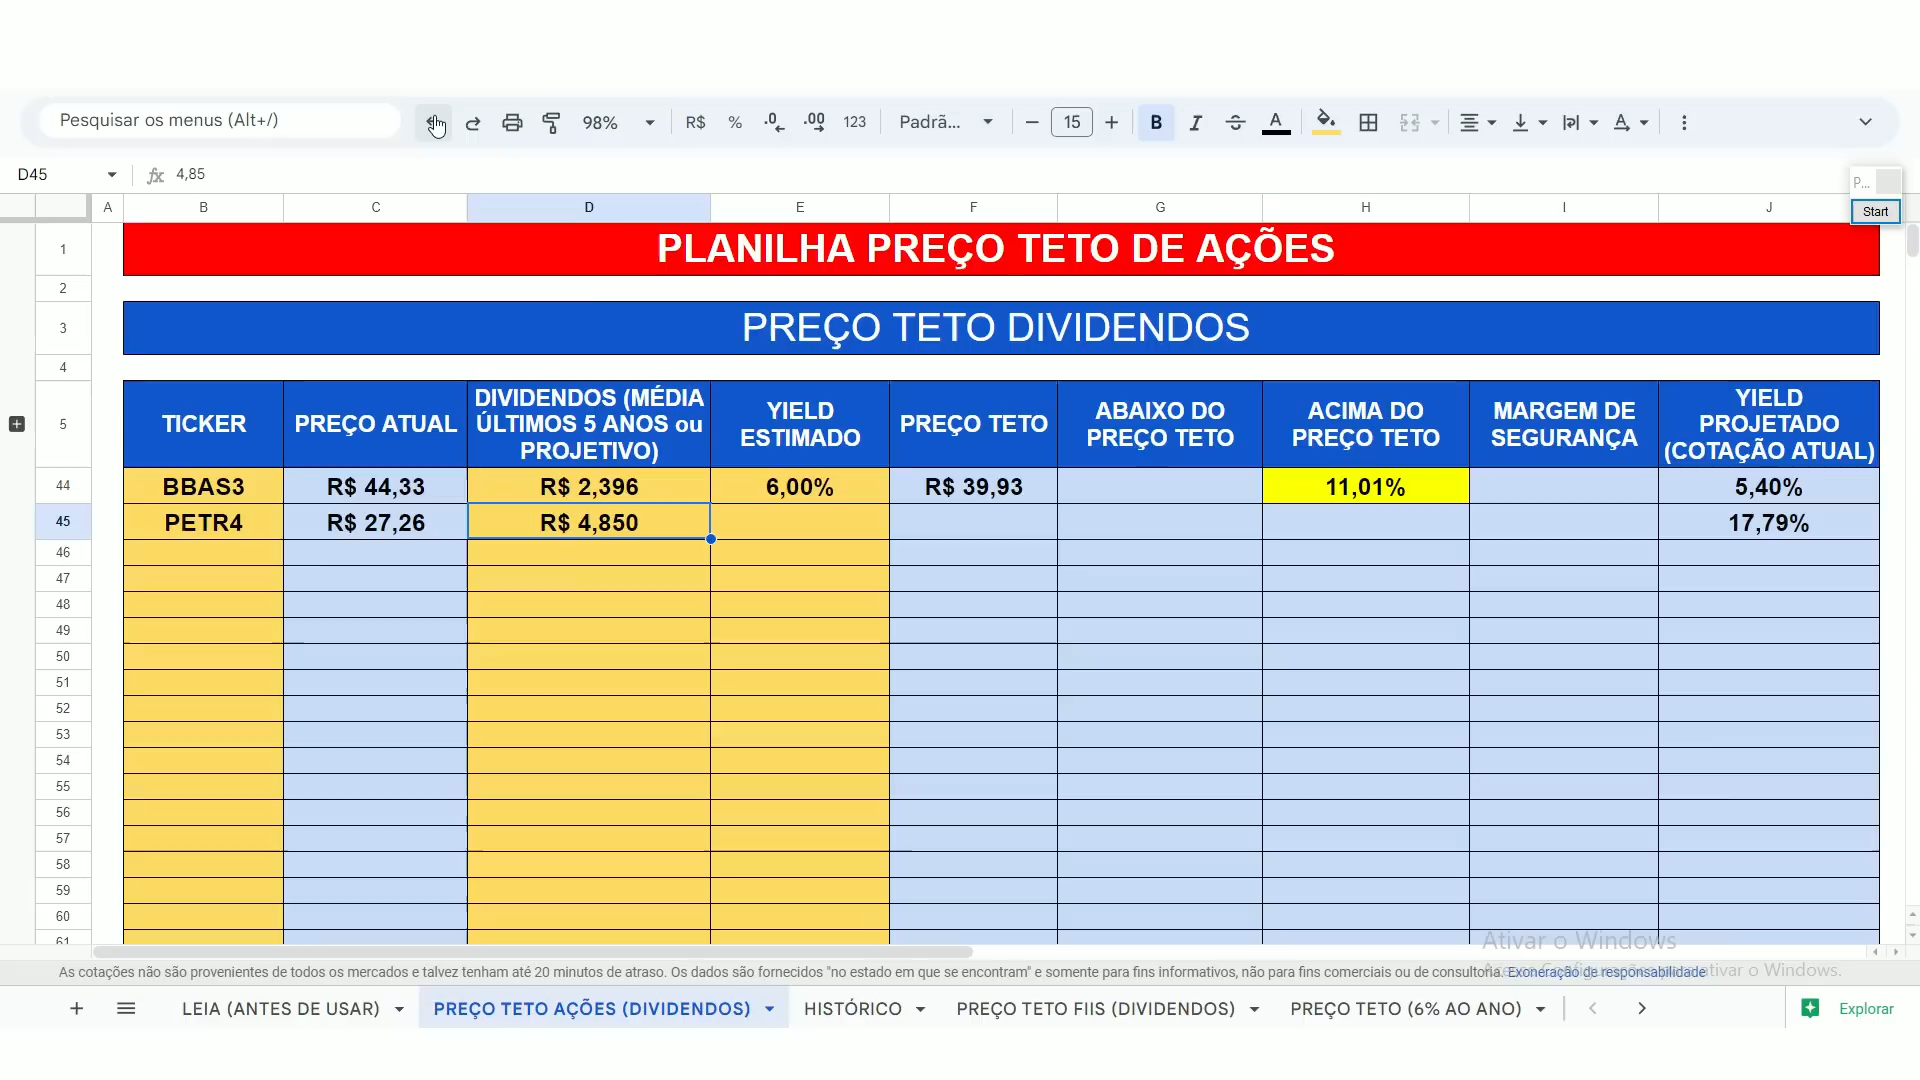 Pesquisar os menus (Alt+/)
98%
R$
%
.0
.00
123
Padrã...
15
B
I
A
D45
fx 4,85
P...
Start
A B C D E F G H I J
1 PLANILHA PREÇO TETO DE AÇÕES
2
3 PREÇO TETO DIVIDENDOS
4
5
TICKER
PREÇO ATUAL
DIVIDENDOS (MÉDIA
ÚLTIMOS 5 ANOS ou
PROJETIVO)
YIELD
ESTIMADO
PREÇO TETO
ABAIXO DO
PREÇO TETO
ACIMA DO
PREÇO TETO
MARGEM DE
SEGURANÇA
YIELD
PROJETADO
(COTAÇÃO ATUAL)
44 BBAS3 R$ 44,33 R$ 2,396 6,00% R$ 39,93 11,01% 5,40%
45 PETR4 R$ 27,26 R$ 4,850 17,79%
46
47
48
49
50
51
52
53
54
55
56
57
58
59
60
61
Ativar o Windows
As cotações não são provenientes de todos os mercados e talvez tenham até 20 minutos de atraso. Os dados são fornecidos "no estado em que se encontram" e somente para fins informativos, não para fins comerciais ou de consultoria. Exoneração de responsabilidade
ativar o Windows.
LEIA (ANTES DE USAR)
PREÇO TETO AÇÕES (DIVIDENDOS)
HISTÓRICO
PREÇO TETO FIIS (DIVIDENDOS)
PREÇO TETO (6% AO ANO)
Explorar